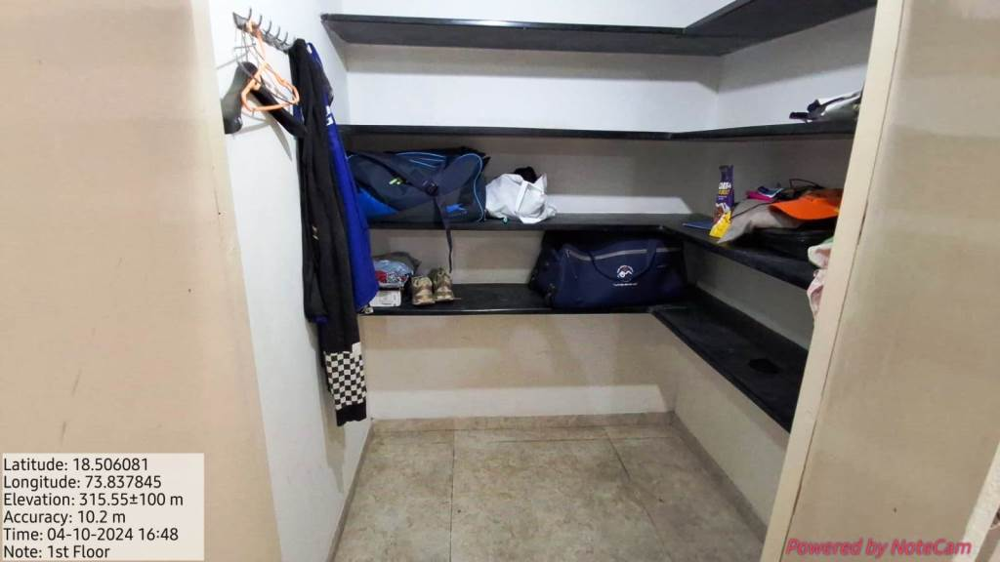 Latitude: 18.506081
Longitude: 73.837845
Elevation: 315.55±100 m
Accuracy: 10.2 m
Time: 04-10-2024 16:48
Note: 1st Floor
Powered by NoteCam